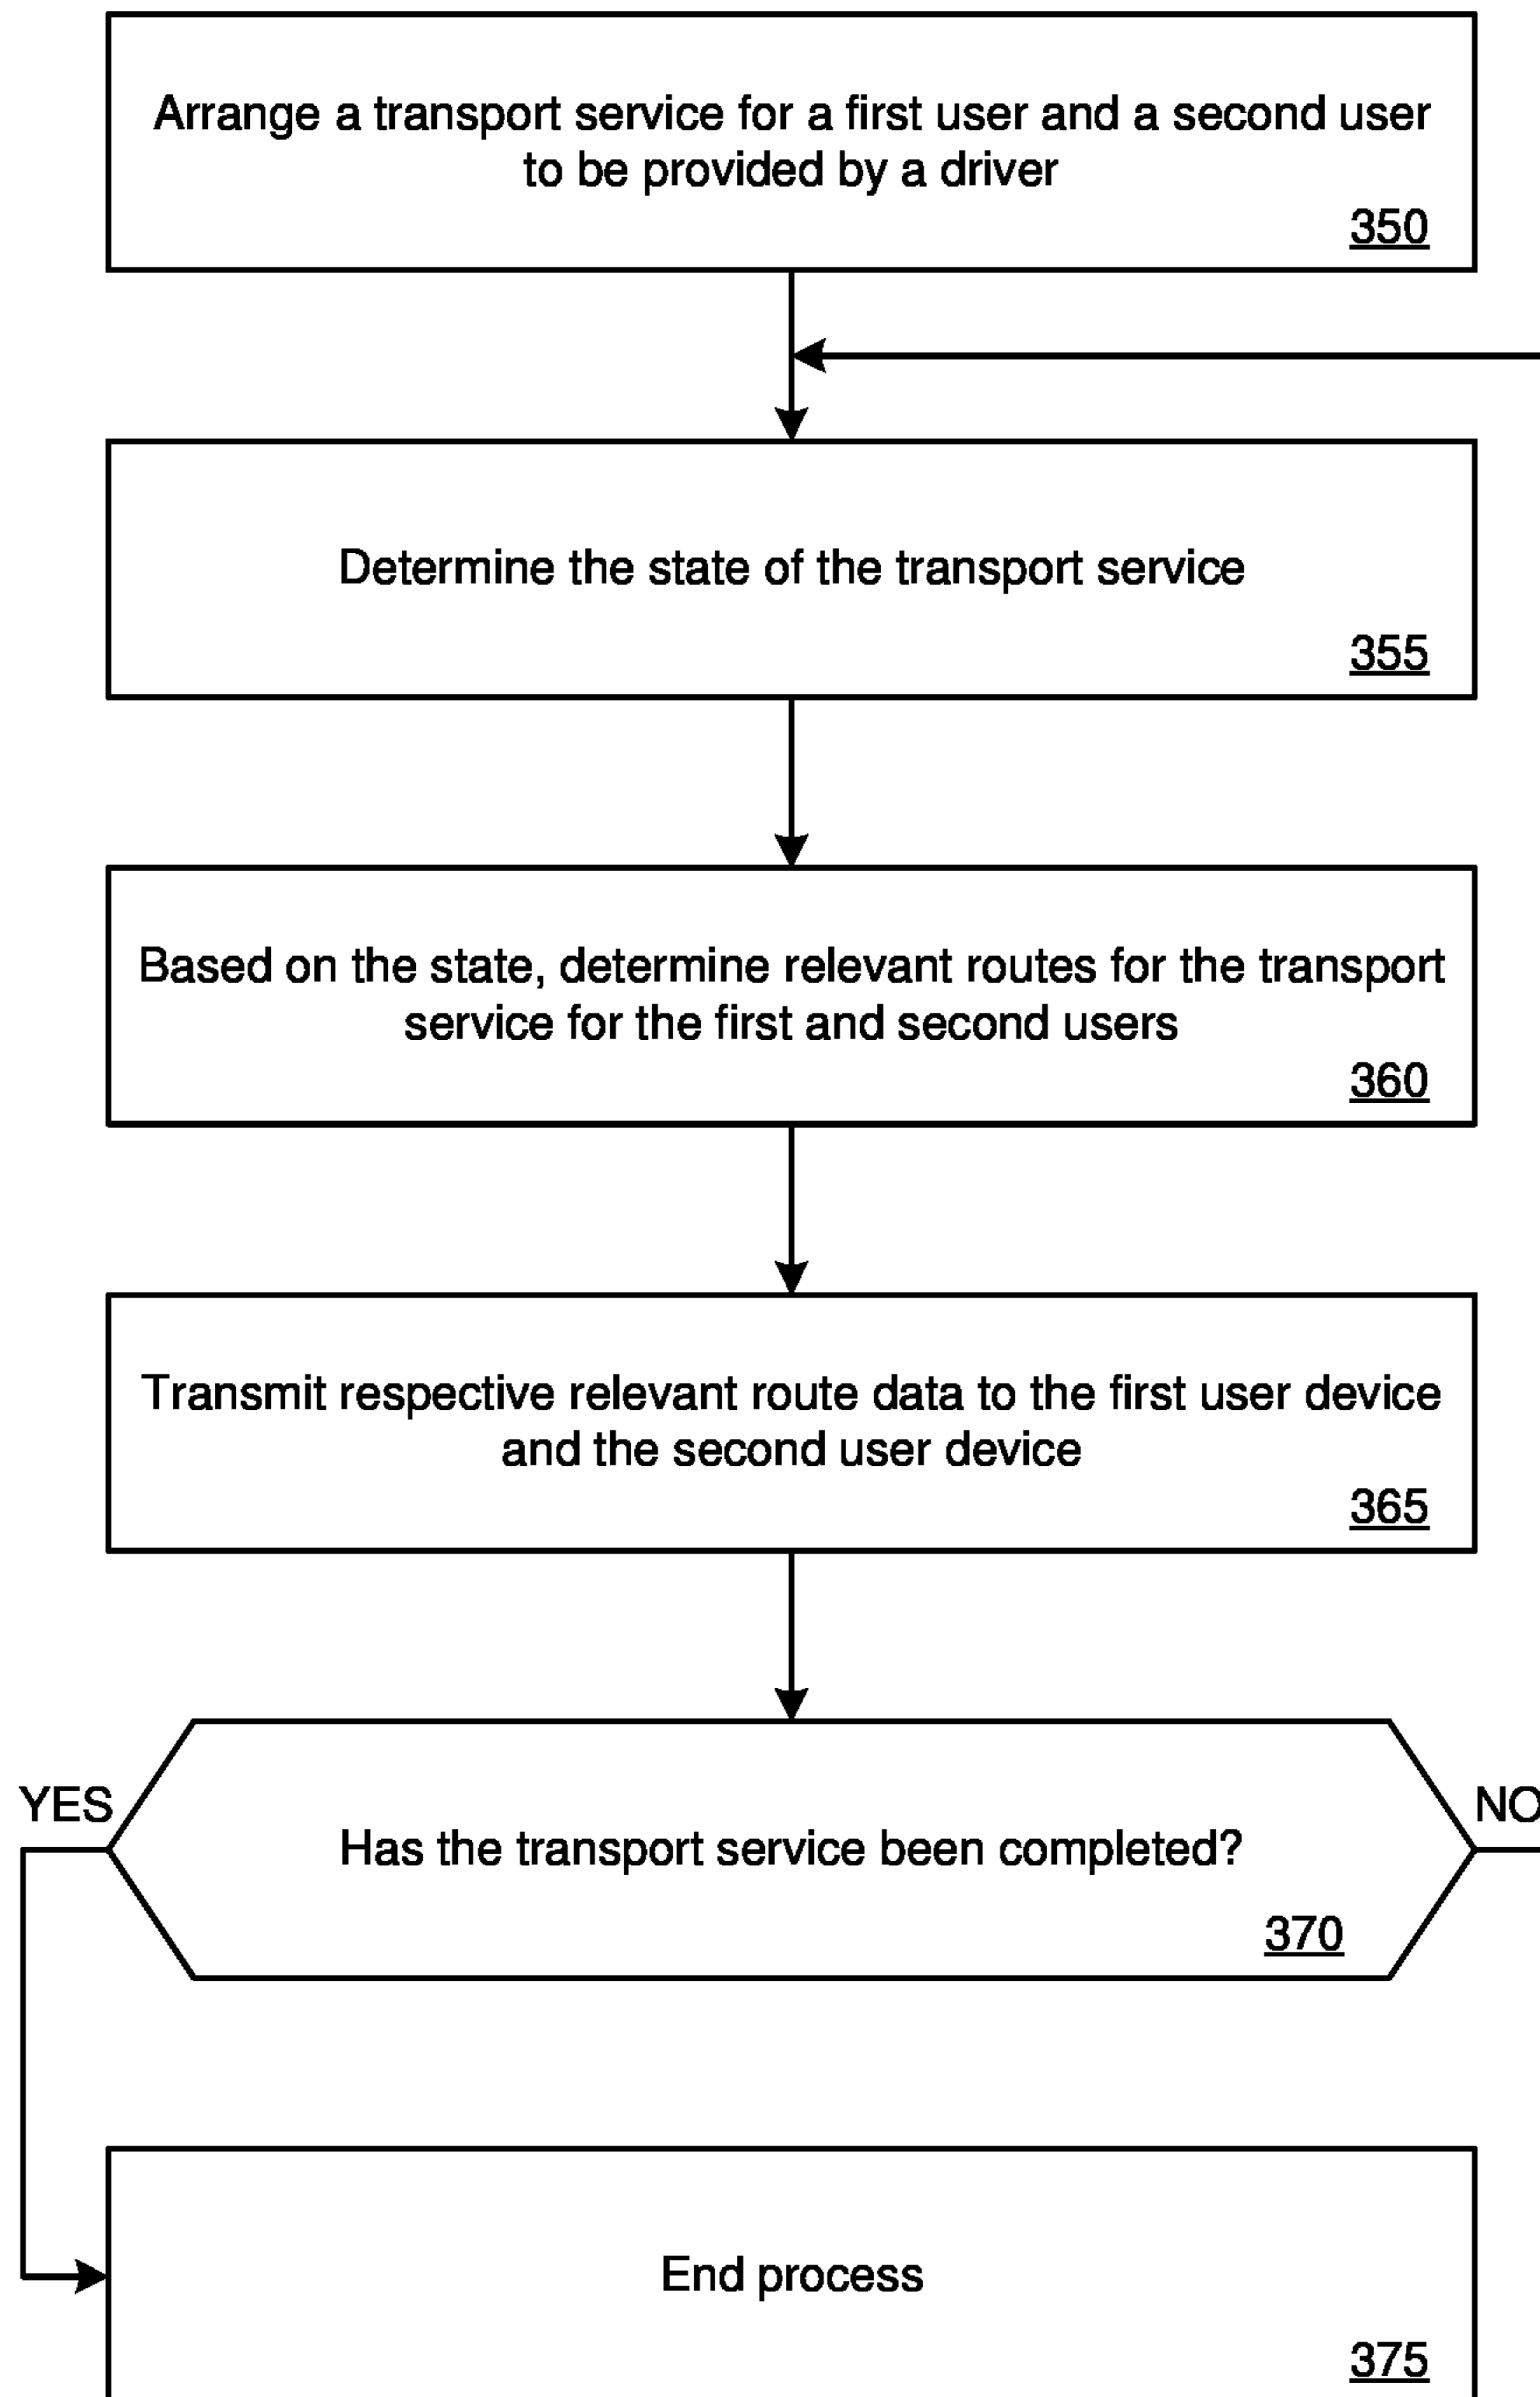 Arrange a transport service for a first user and a second user
to be provided by a driver
350
Determine the state of the transport service
355
Based on the state, determine relevant routes for the transport
service for the first and second users
360
Transmit respective relevant route data to the first user device
and the second user device
365
YES
NO
Has the transport service been completed?
370
End process
375